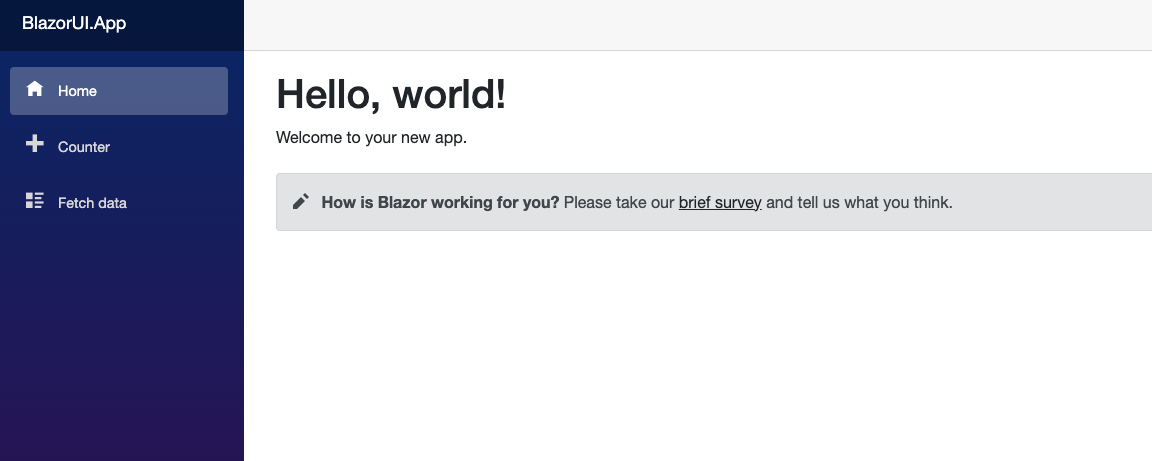 BlazorUI.App
Home
Counter
Fetch data
Hello, world!
Welcome to your new app.
How is Blazor working for you? Please take our brief survey and tell us what you think.